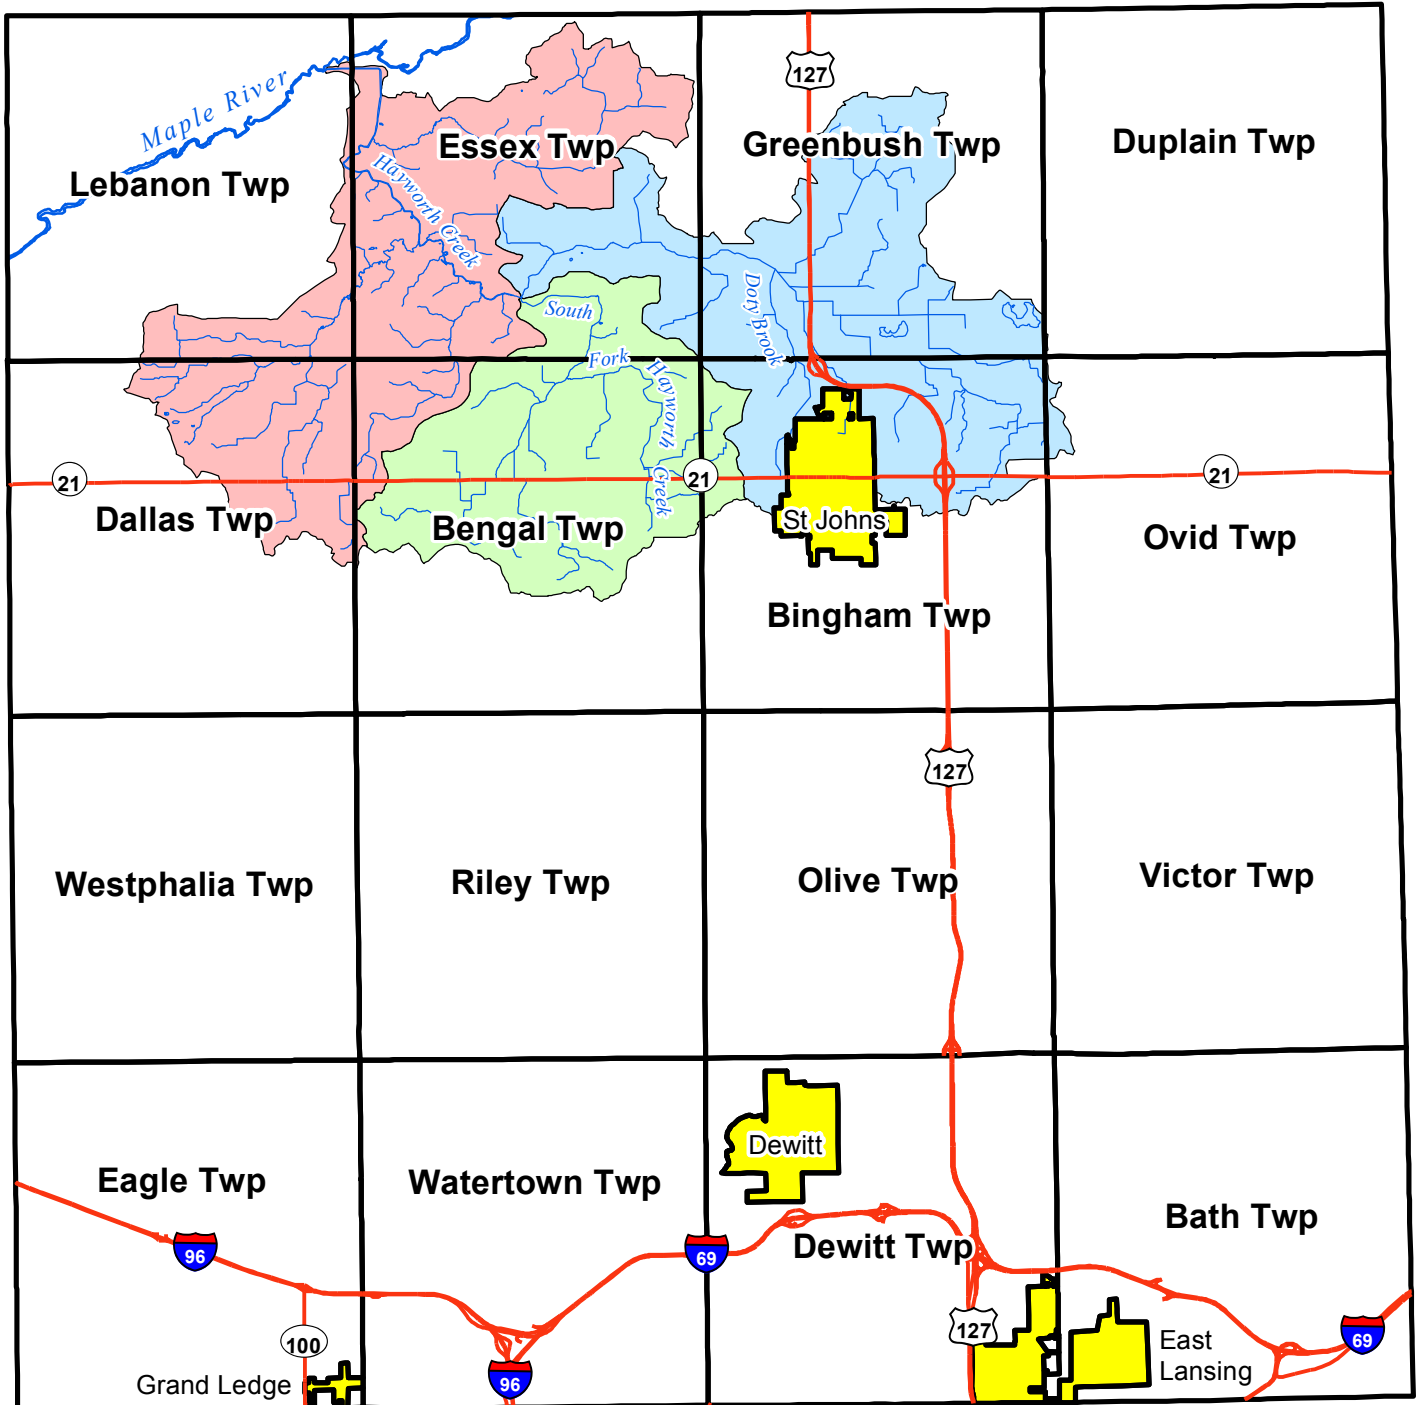 127
Maple River
Essex Twp
Greenbush Twp
Duplain Twp
Lebanon Twp
Hayworth Creek
Doty Brook
South
Fork
Hayworth
Creek
21
21
21
Dallas Twp
Bengal Twp
St Johns
Ovid Twp
Bingham Twp
127
Westphalia Twp
Riley Twp
Olive Twp
Victor Twp
Dewitt
Eagle Twp
Watertown Twp
Bath Twp
96
69
Dewitt Twp
100
127
69
East
Lansing
Grand Ledge
96